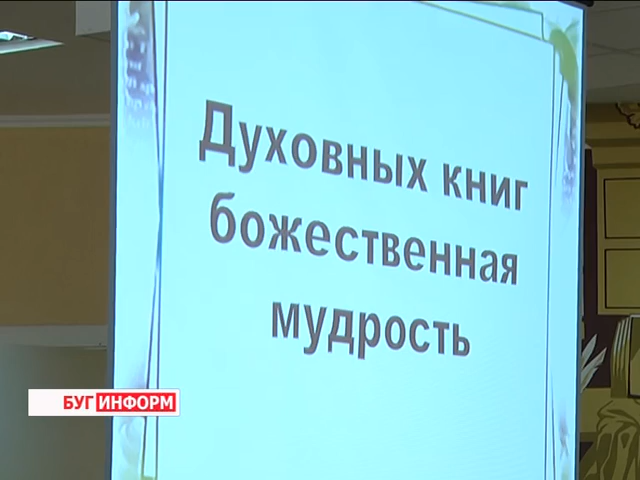 Духовных книг
божественная
мудрость
БУГИНФОРМ